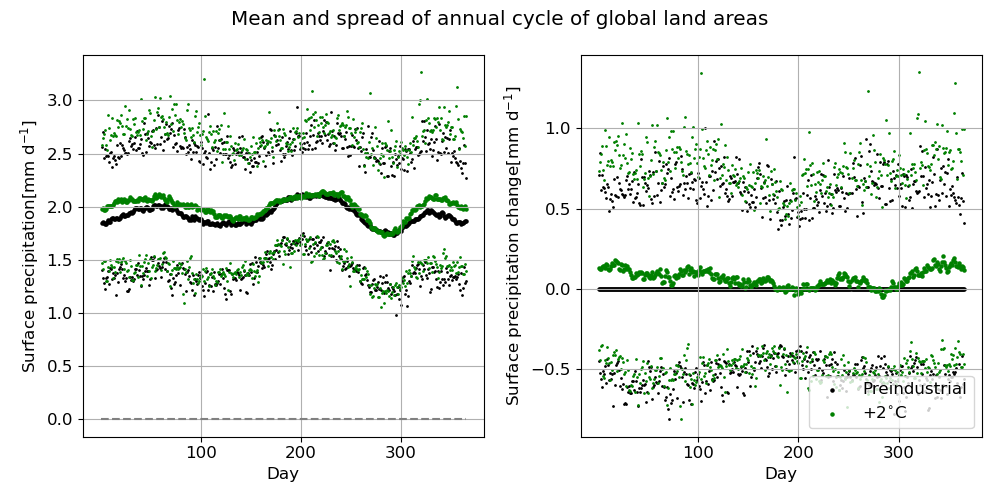 Mean and spread of annual cycle of global land areas
Surface precipitation[mm d⁻¹]
3.0
2.5
2.0
1.5
1.0
0.5
0.0
100
200
300
Day
Surface precipitation change[mm d⁻¹]
1.0
0.5
0.0
−0.5
100
200
300
Day
Preindustrial
+2°C